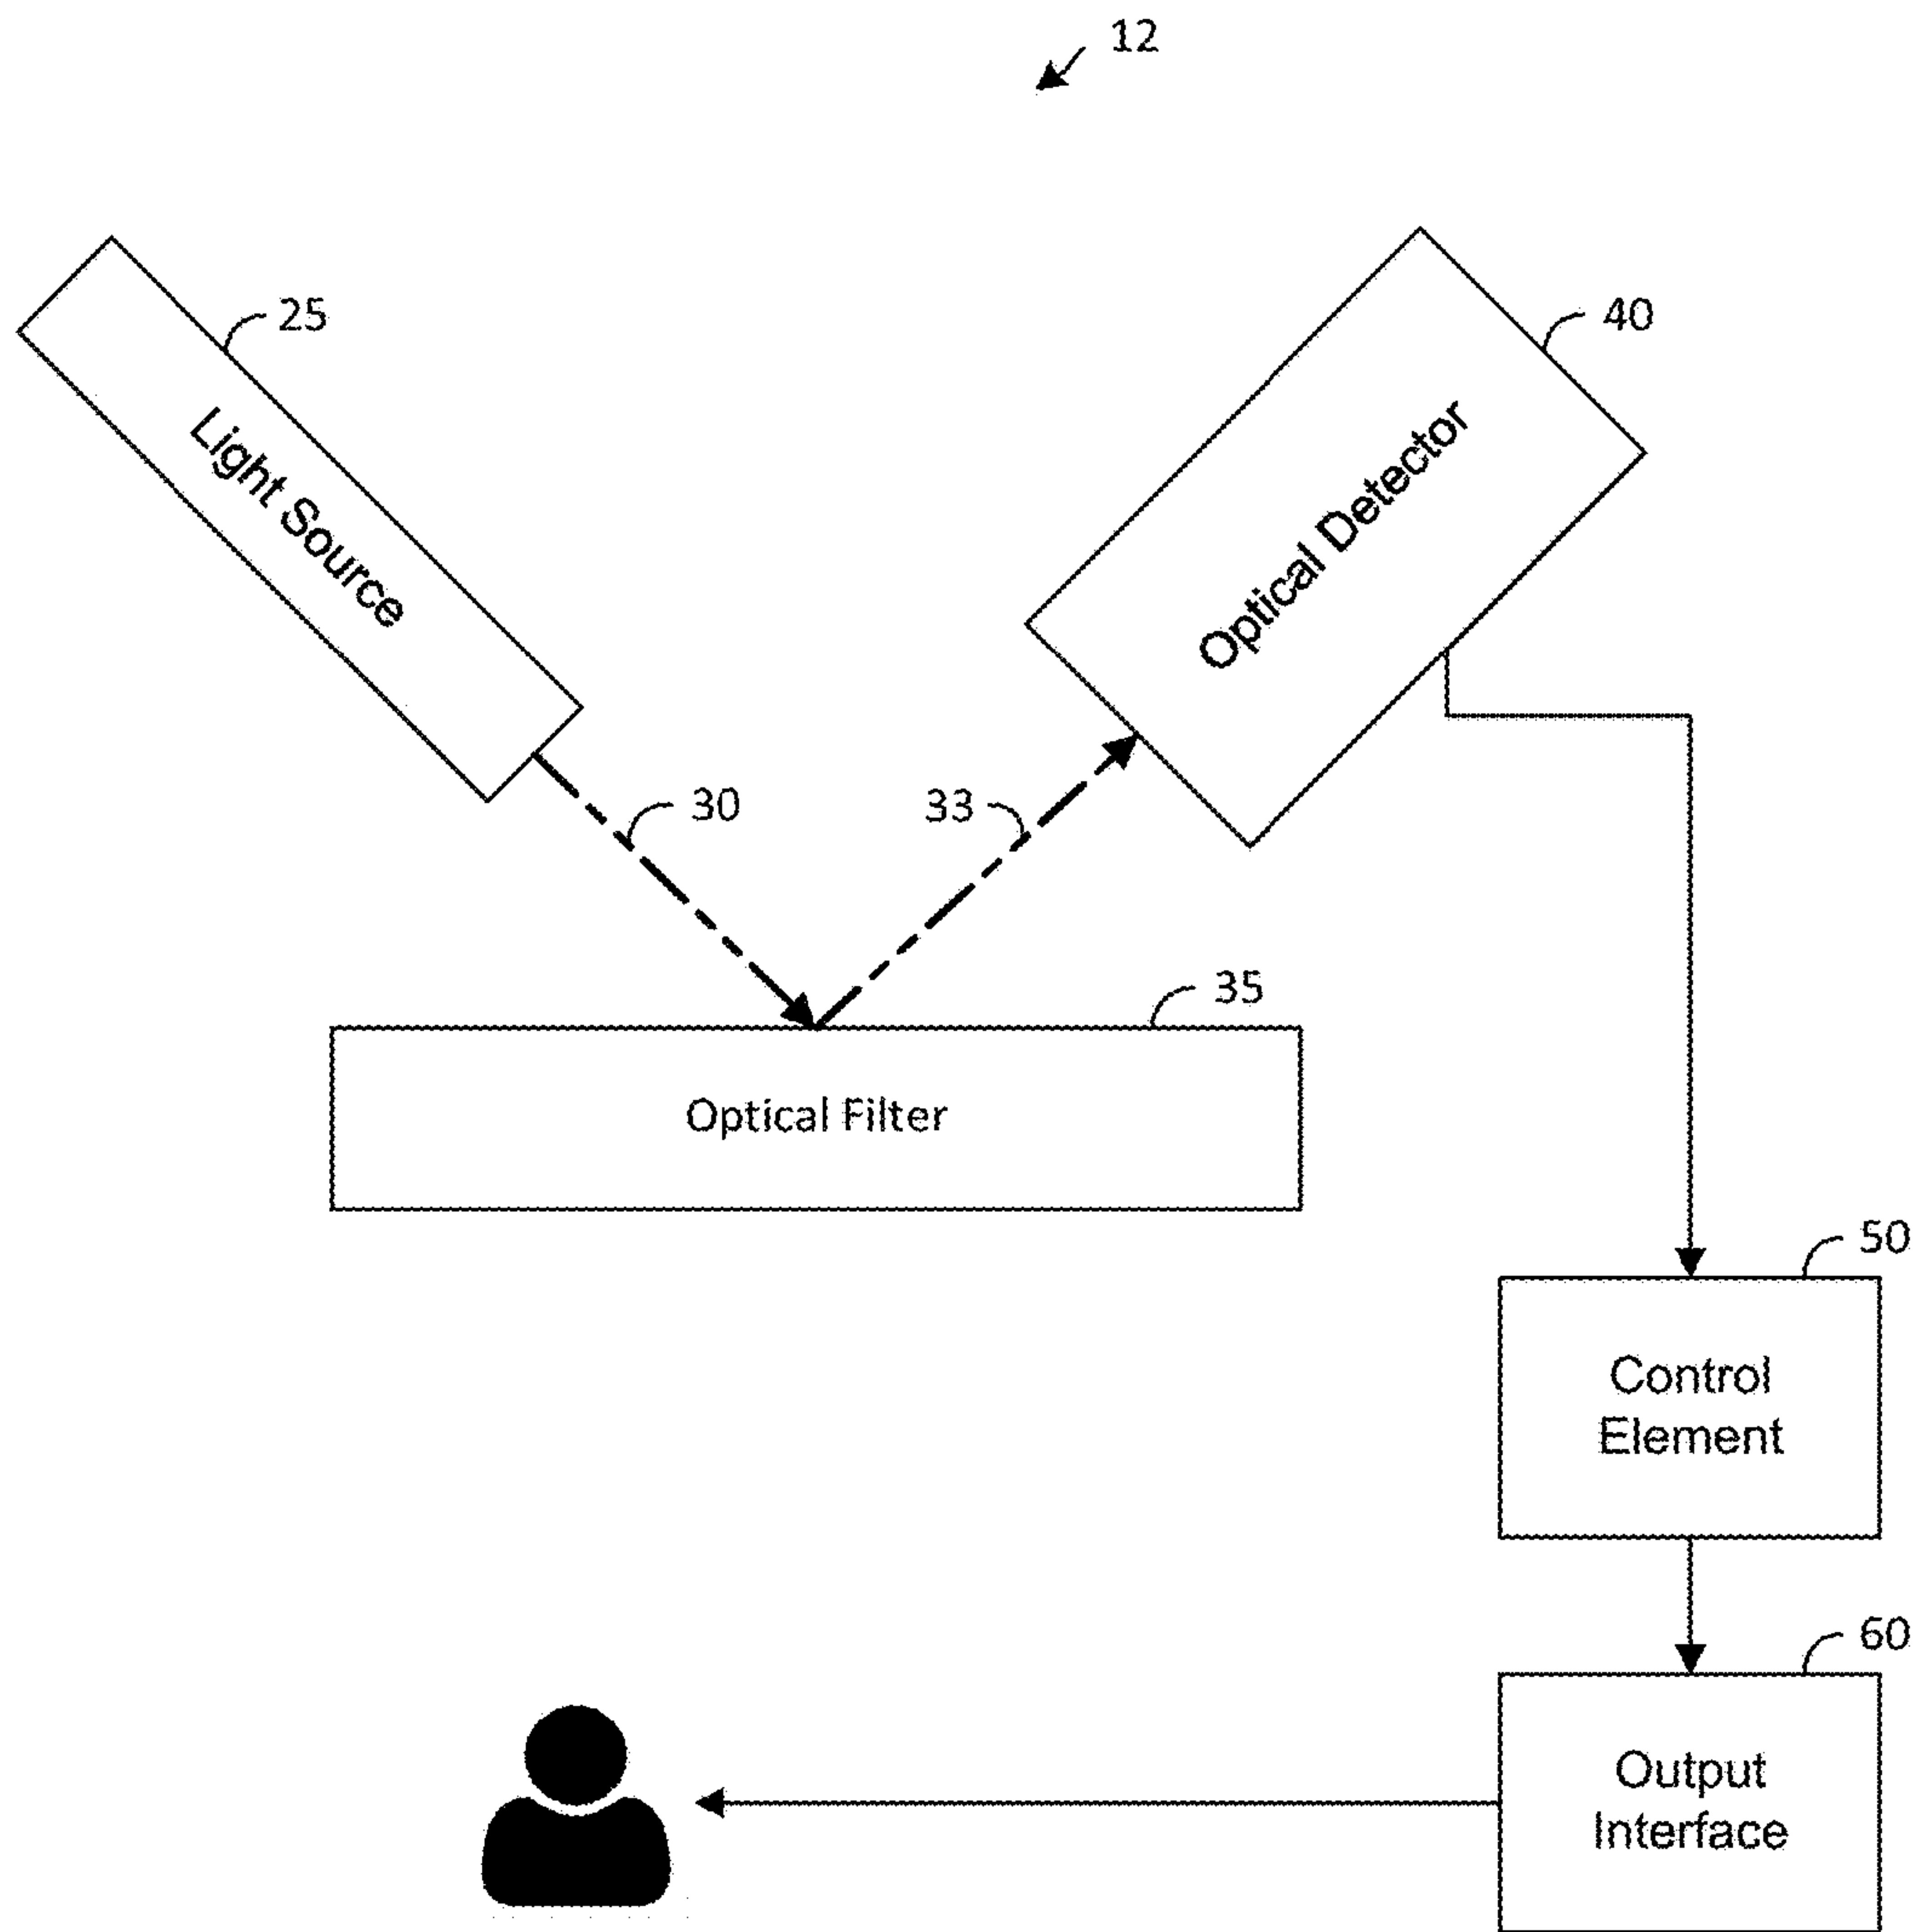 12
25
40
Light Source
Optical Detector
30
33
35
Optical Filter
50
Control
Element
60
Output
Interface